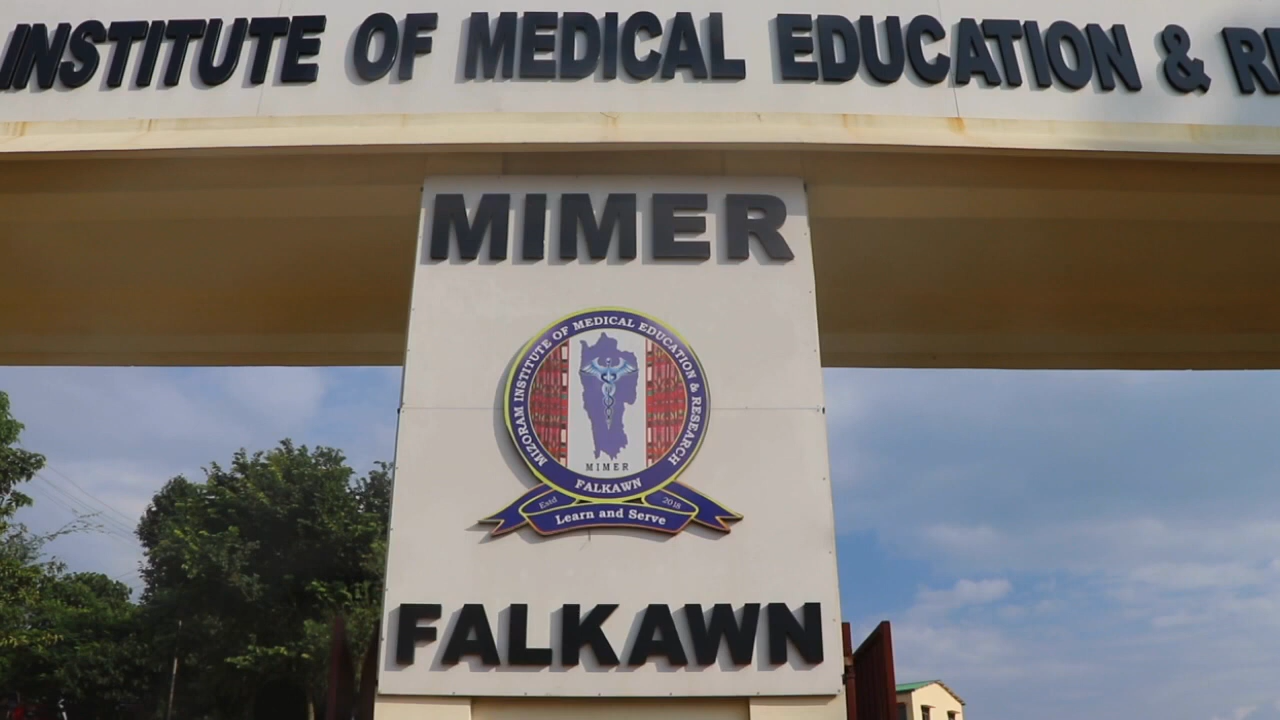 INSTITUTE OF MEDICAL EDUCATION & RE
MIMER
MIZORAM INSTITUTE OF MEDICAL EDUCATION & RESEARCH
MIMER
FALKAWN
Estd 2018
Learn and Serve
FALKAWN